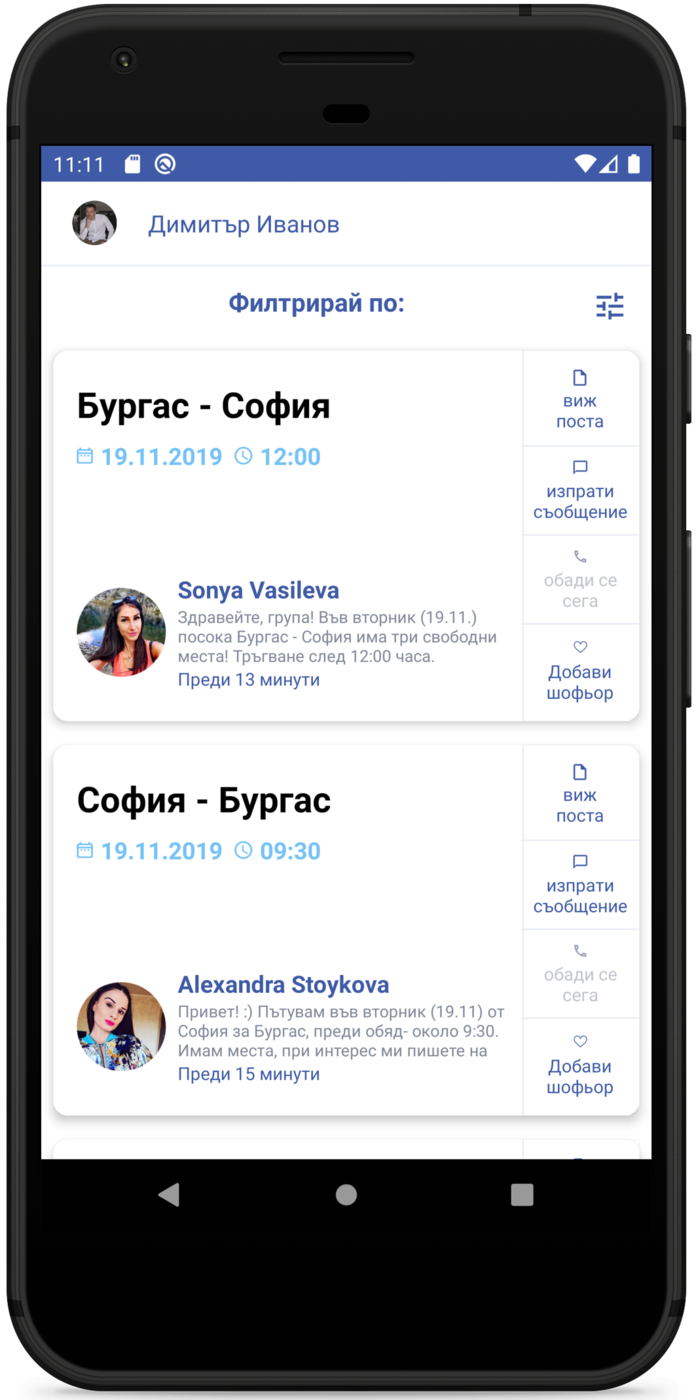 11:11
Димитър Иванов
Филтрирай по:
Бургас - София
19.11.2019 12:00
Sonya Vasileva
Здравейте, група! Във вторник (19.11.)
посока Бургас - София има три свободни
места! Тръгване след 12:00 часа.
Преди 13 минути
виж
поста
изпрати
съобщение
обади се
сега
Добави
шофьор
София - Бургас
19.11.2019 09:30
Alexandra Stoykova
Привет! :) Пътувам във вторник (19.11) от
София за Бургас, преди обяд- около 9:30.
Имам места, при интерес ми пишете на
Преди 15 минути
виж
поста
изпрати
съобщение
обади се
сега
Добави
шофьор